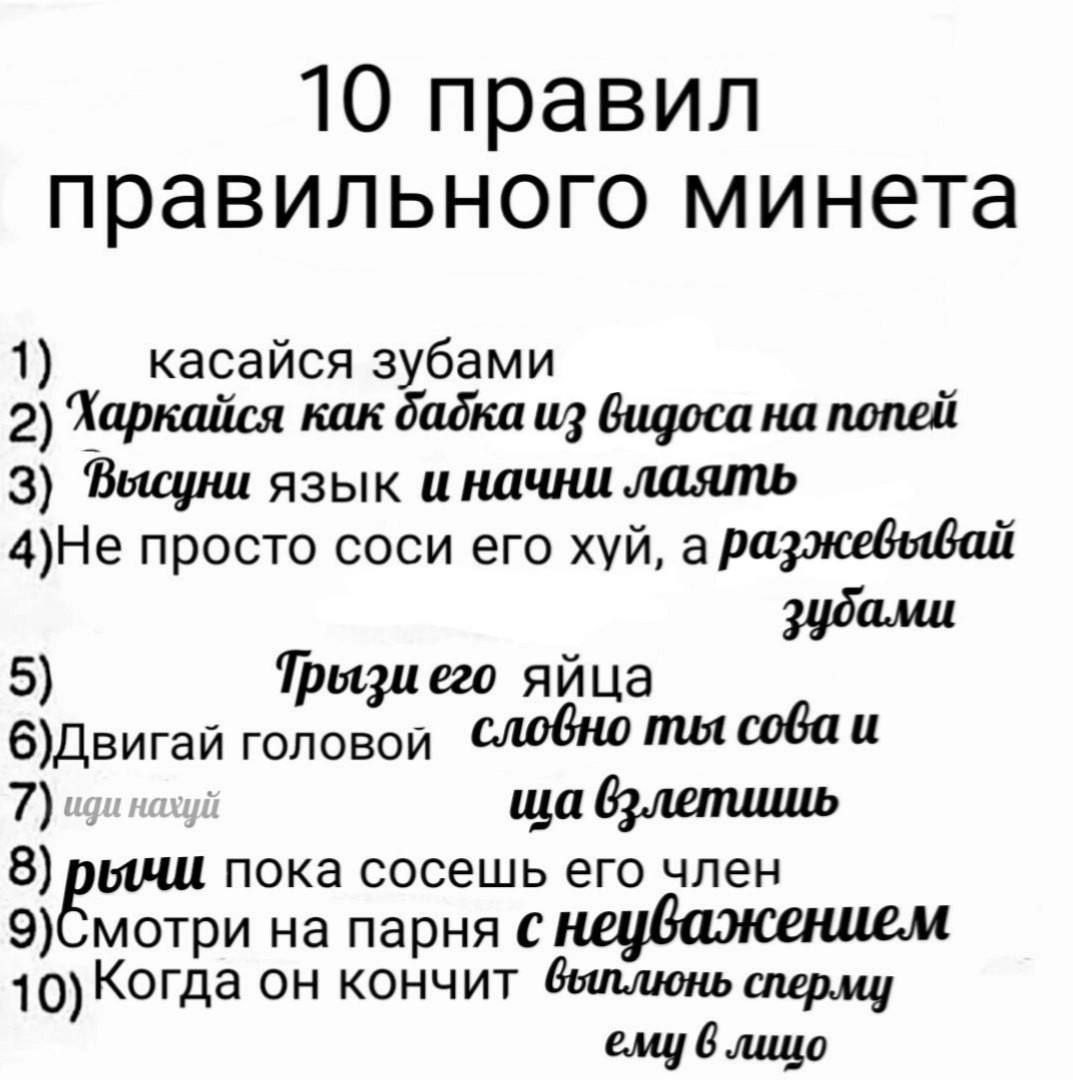 10 правил
правильного минета
1) касайся зубами
2) Харкайся как бабка из видоса на попей
3) Высуни язык и начни лаять
4)Не просто соси его хуй, а разжевывай
зубами
5) Грызи его яйца
6)Двигай головой словно ты сова и
7) иди нахуй ща взлетишь
8) рычи пока сосешь его член
9)Смотри на парня с неуважением
10) Когда он кончит выплюнь сперму
ему в лицо